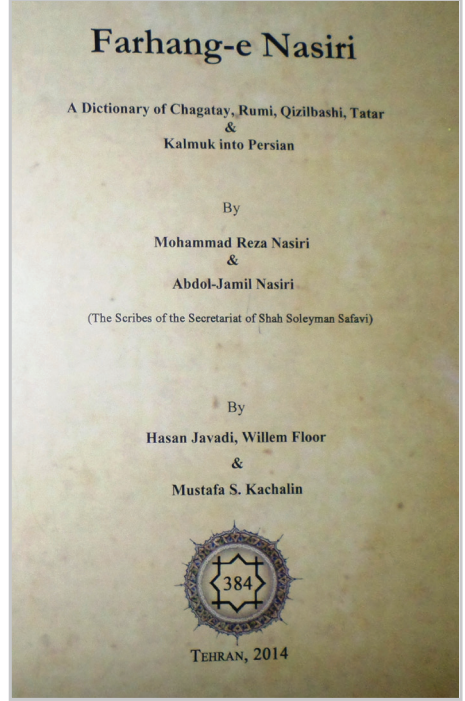 Farhang-e Nasiri
A Dictionary of Chagatay, Rumi, Qizilbashi, Tatar
&
Kalmuk into Persian
By
Mohammad Reza Nasiri
&
Abdol-Jamil Nasiri
(The Scribes of the Secretariat of Shah Soleyman Safavi)
By
Hasan Javadi, Willem Floor
&
Mustafa S. Kachalin
384
TEHRAN, 2014